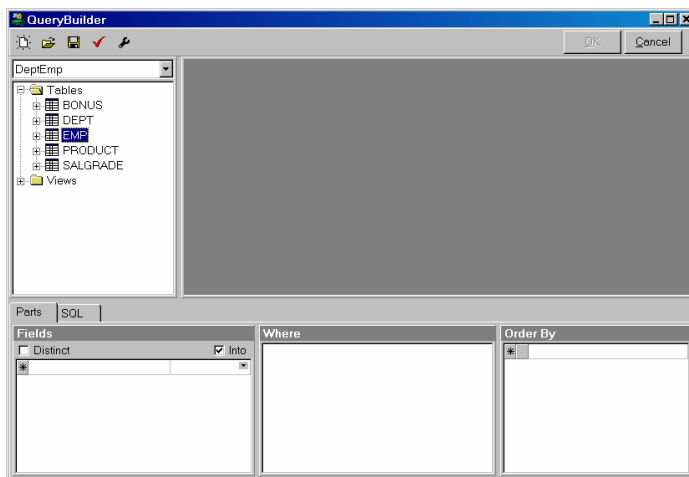 QueryBuilder
OK Cancel
DeptEmp
Tables
BONUS
DEPT
EMP
PRODUCT
SALGRADE
Views
Parts SQL
Fields Where Order By
Distinct Into